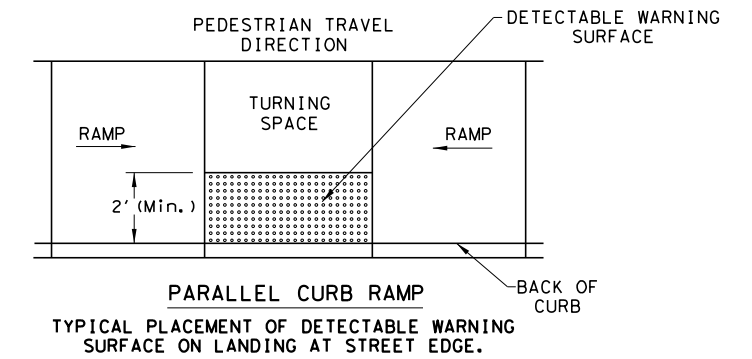 PEDESTRIAN TRAVEL
DIRECTION
DETECTABLE WARNING
SURFACE
TURNING
SPACE
RAMP
RAMP
2' (Min.)
BACK OF
CURB
PARALLEL CURB RAMP
TYPICAL PLACEMENT OF DETECTABLE WARNING
SURFACE ON LANDING AT STREET EDGE.